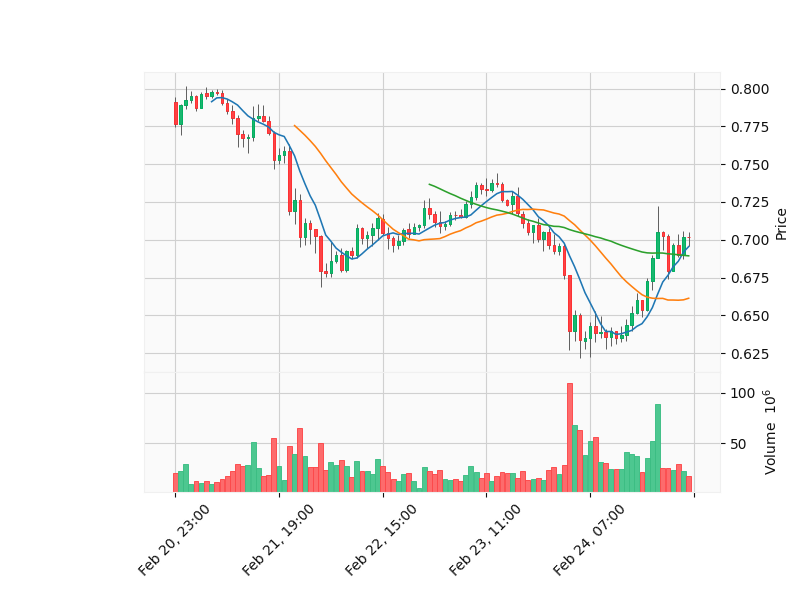 0.800
0.775
0.750
0.725
0.700
0.675
0.650
0.625
Price
100
50
Volume 10^6
Feb 20, 23:00
Feb 21, 19:00
Feb 22, 15:00
Feb 23, 11:00
Feb 24, 07:00